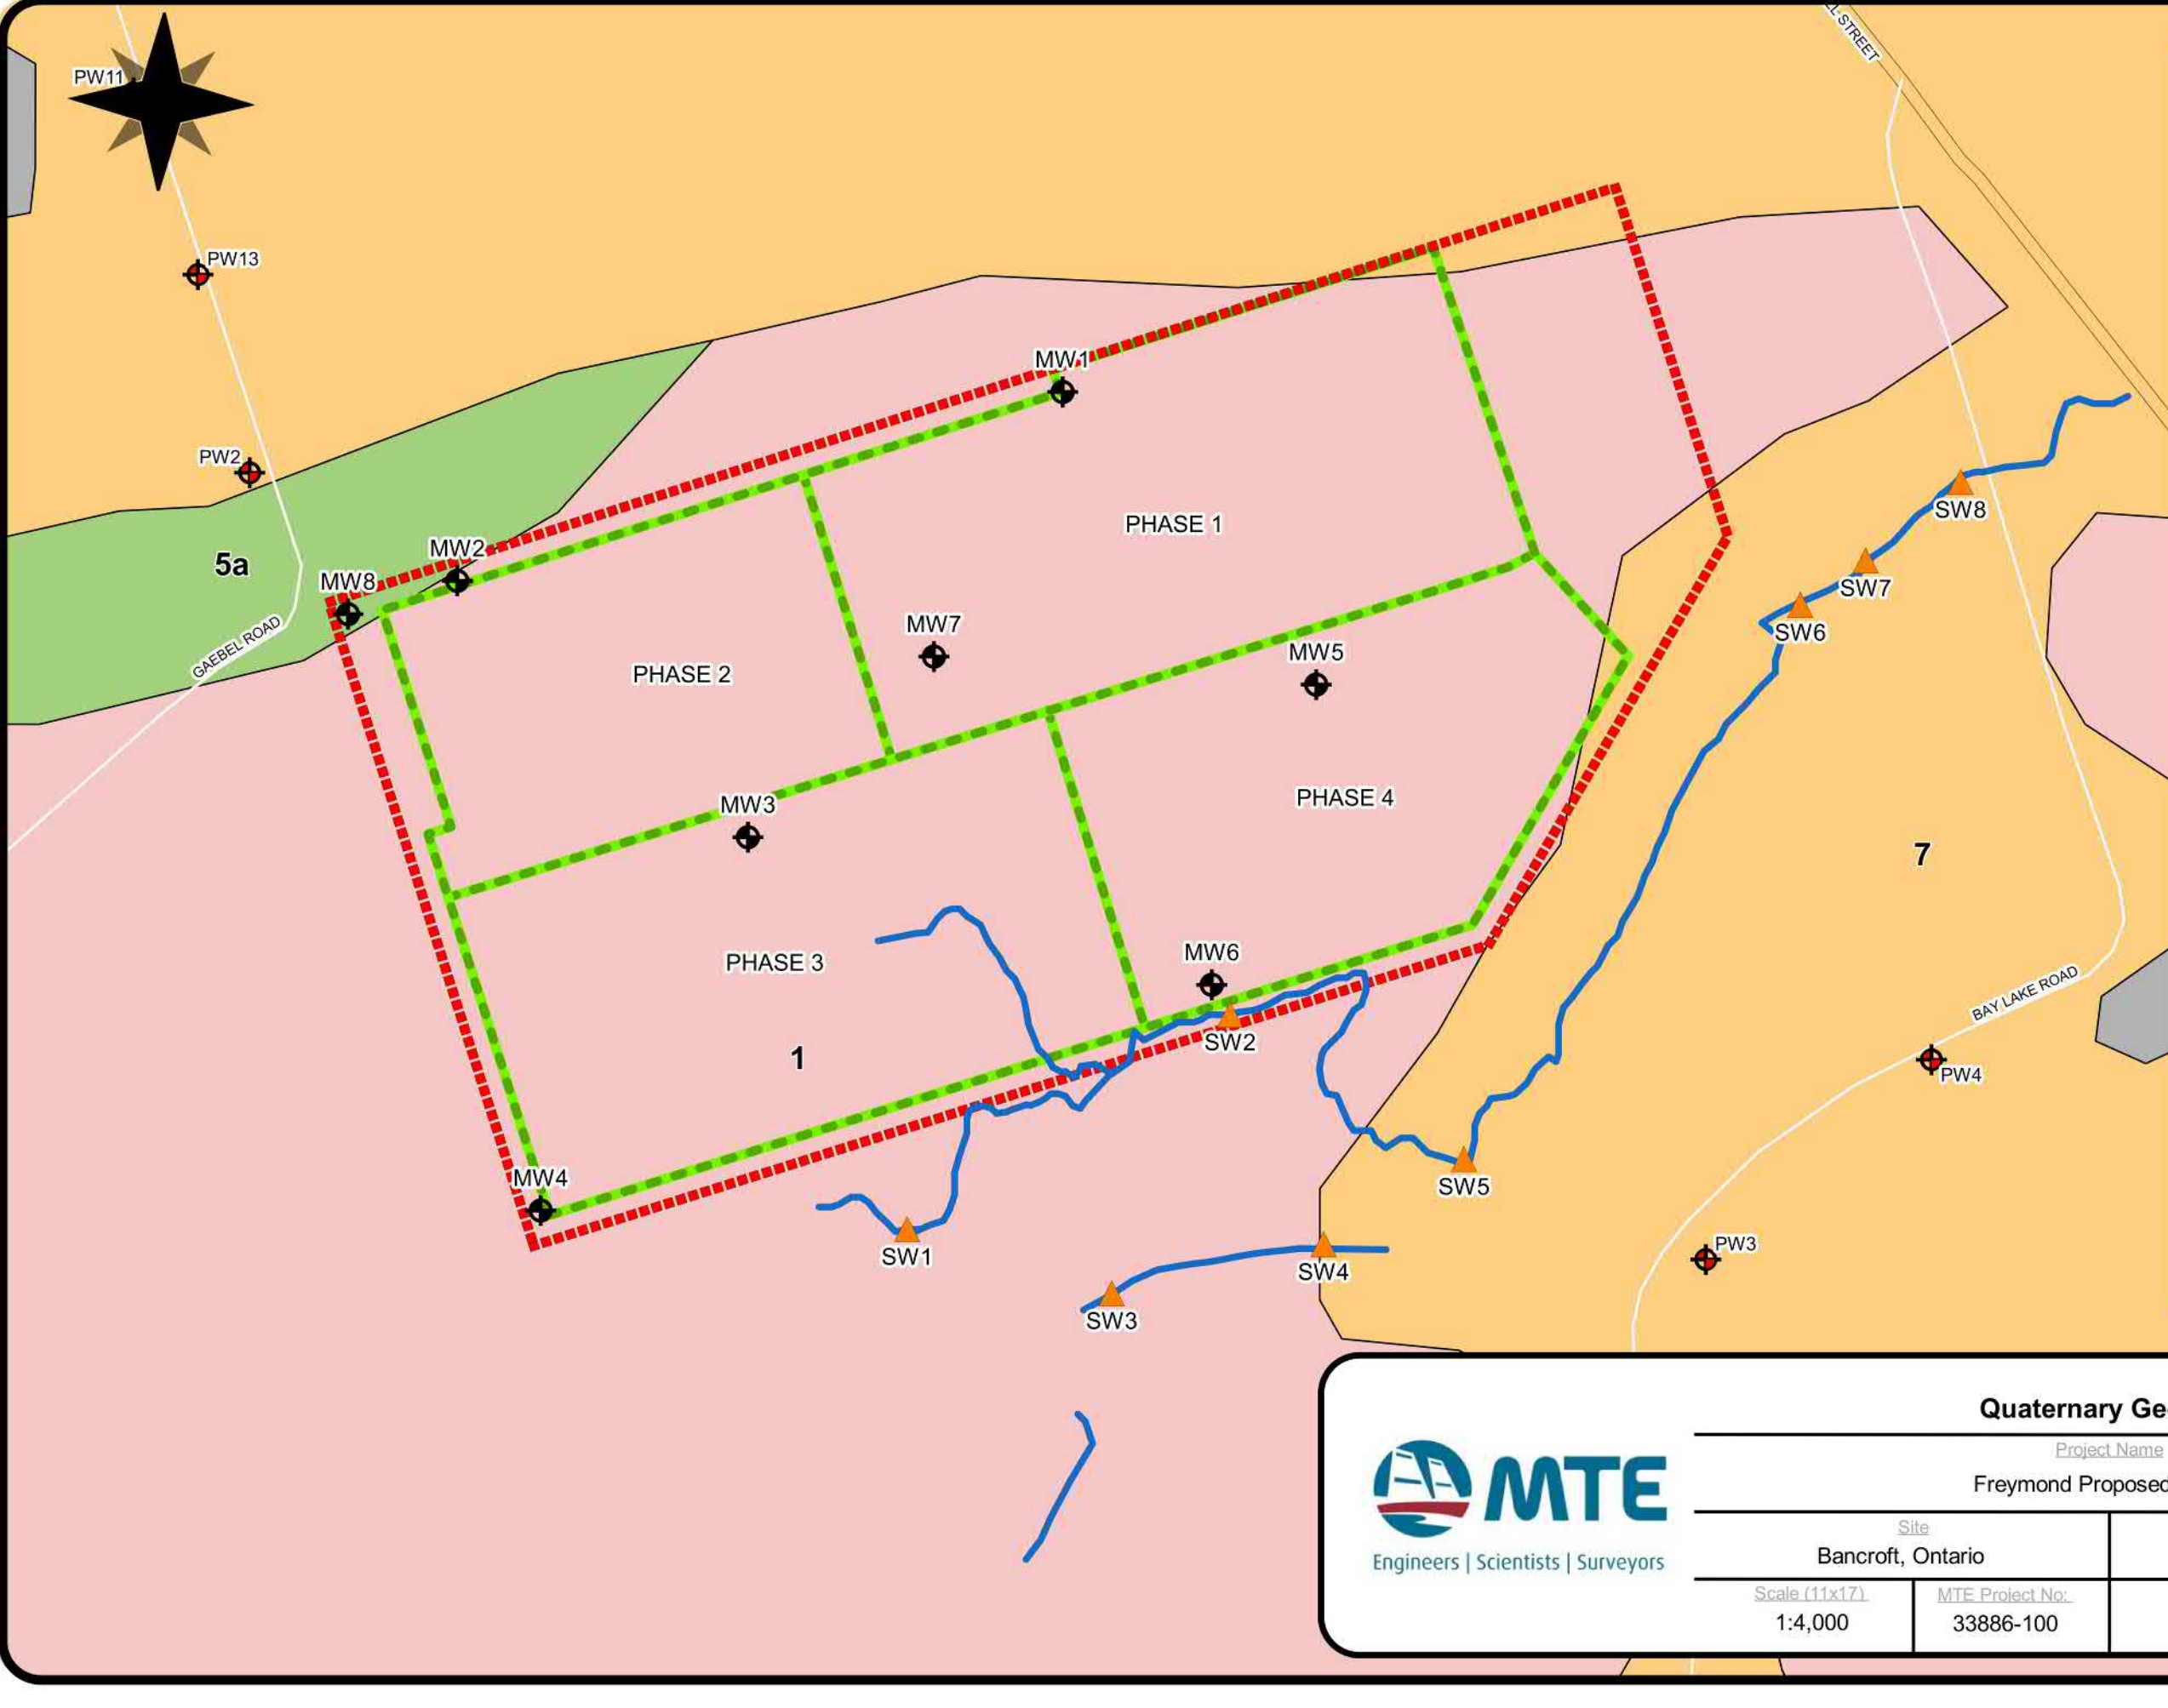 PW11
L STREET
PW13
MW1
PW2
PHASE 1
SW8
MW2
5a
MW8
SW7
GAEBEL ROAD
MW7
SW6
MW5
PHASE 2
MW3
PHASE 4
7
MW6
PHASE 3
BAY LAKE ROAD
SW2
1
PW4
MW4
SW5
SW1
PW3
SW4
SW3
Quaternary Ge
Project Name
Freymond Proposed
MTE
Engineers | Scientists | Surveyors
Site
Bancroft, Ontario
Scale (11x17)
1:4,000
MTE Project No:
33886-100